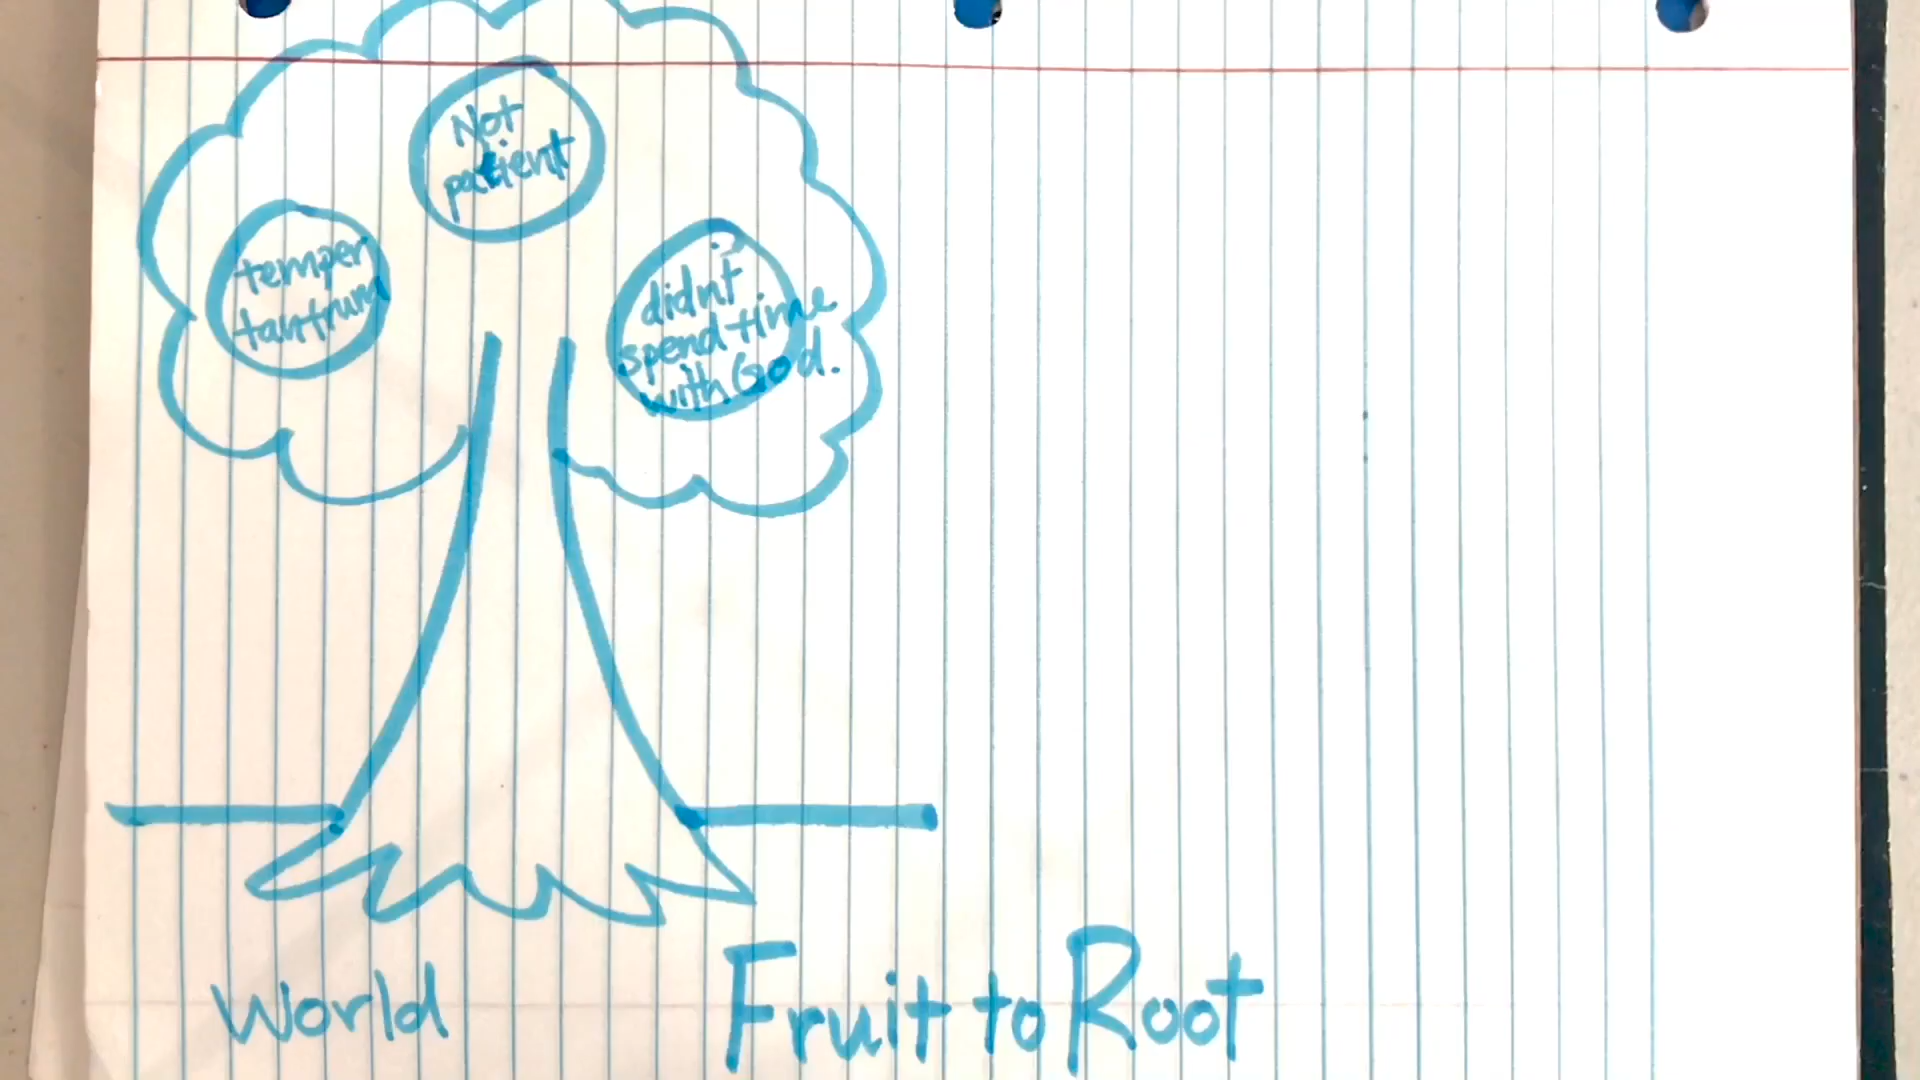 Not
patient
temper
tantrum
didn't
spend time
with God.
World
Fruit to Root